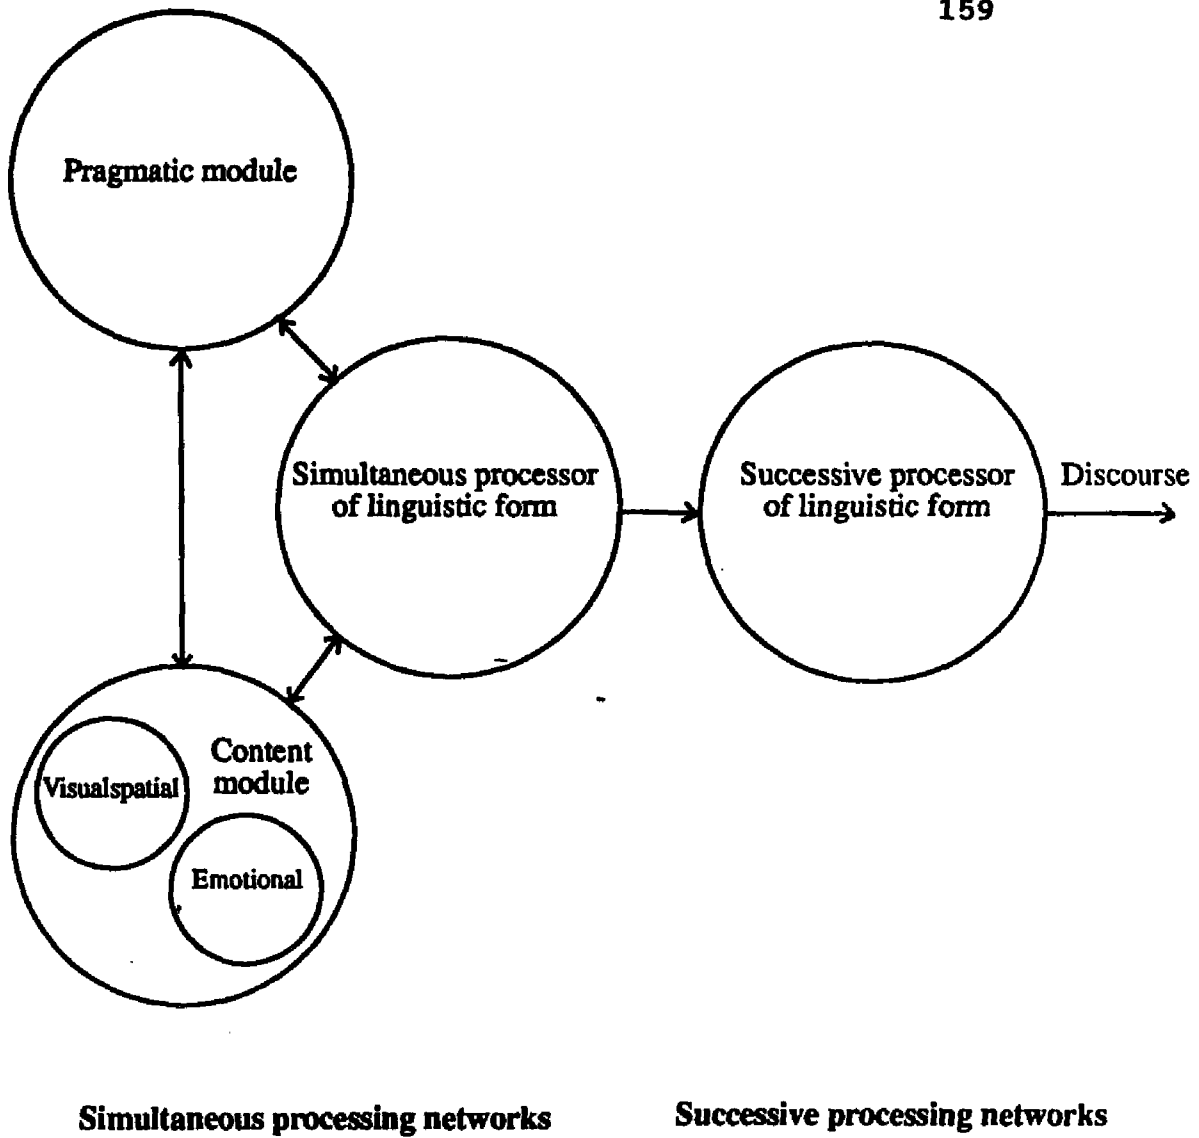 159
Pragmatic module
Simultaneous processor
of linguistic form
Successive processor
of linguistic form
Discourse
Content
module
Visualspatial
Emotional
Simultaneous processing networks
Successive processing networks